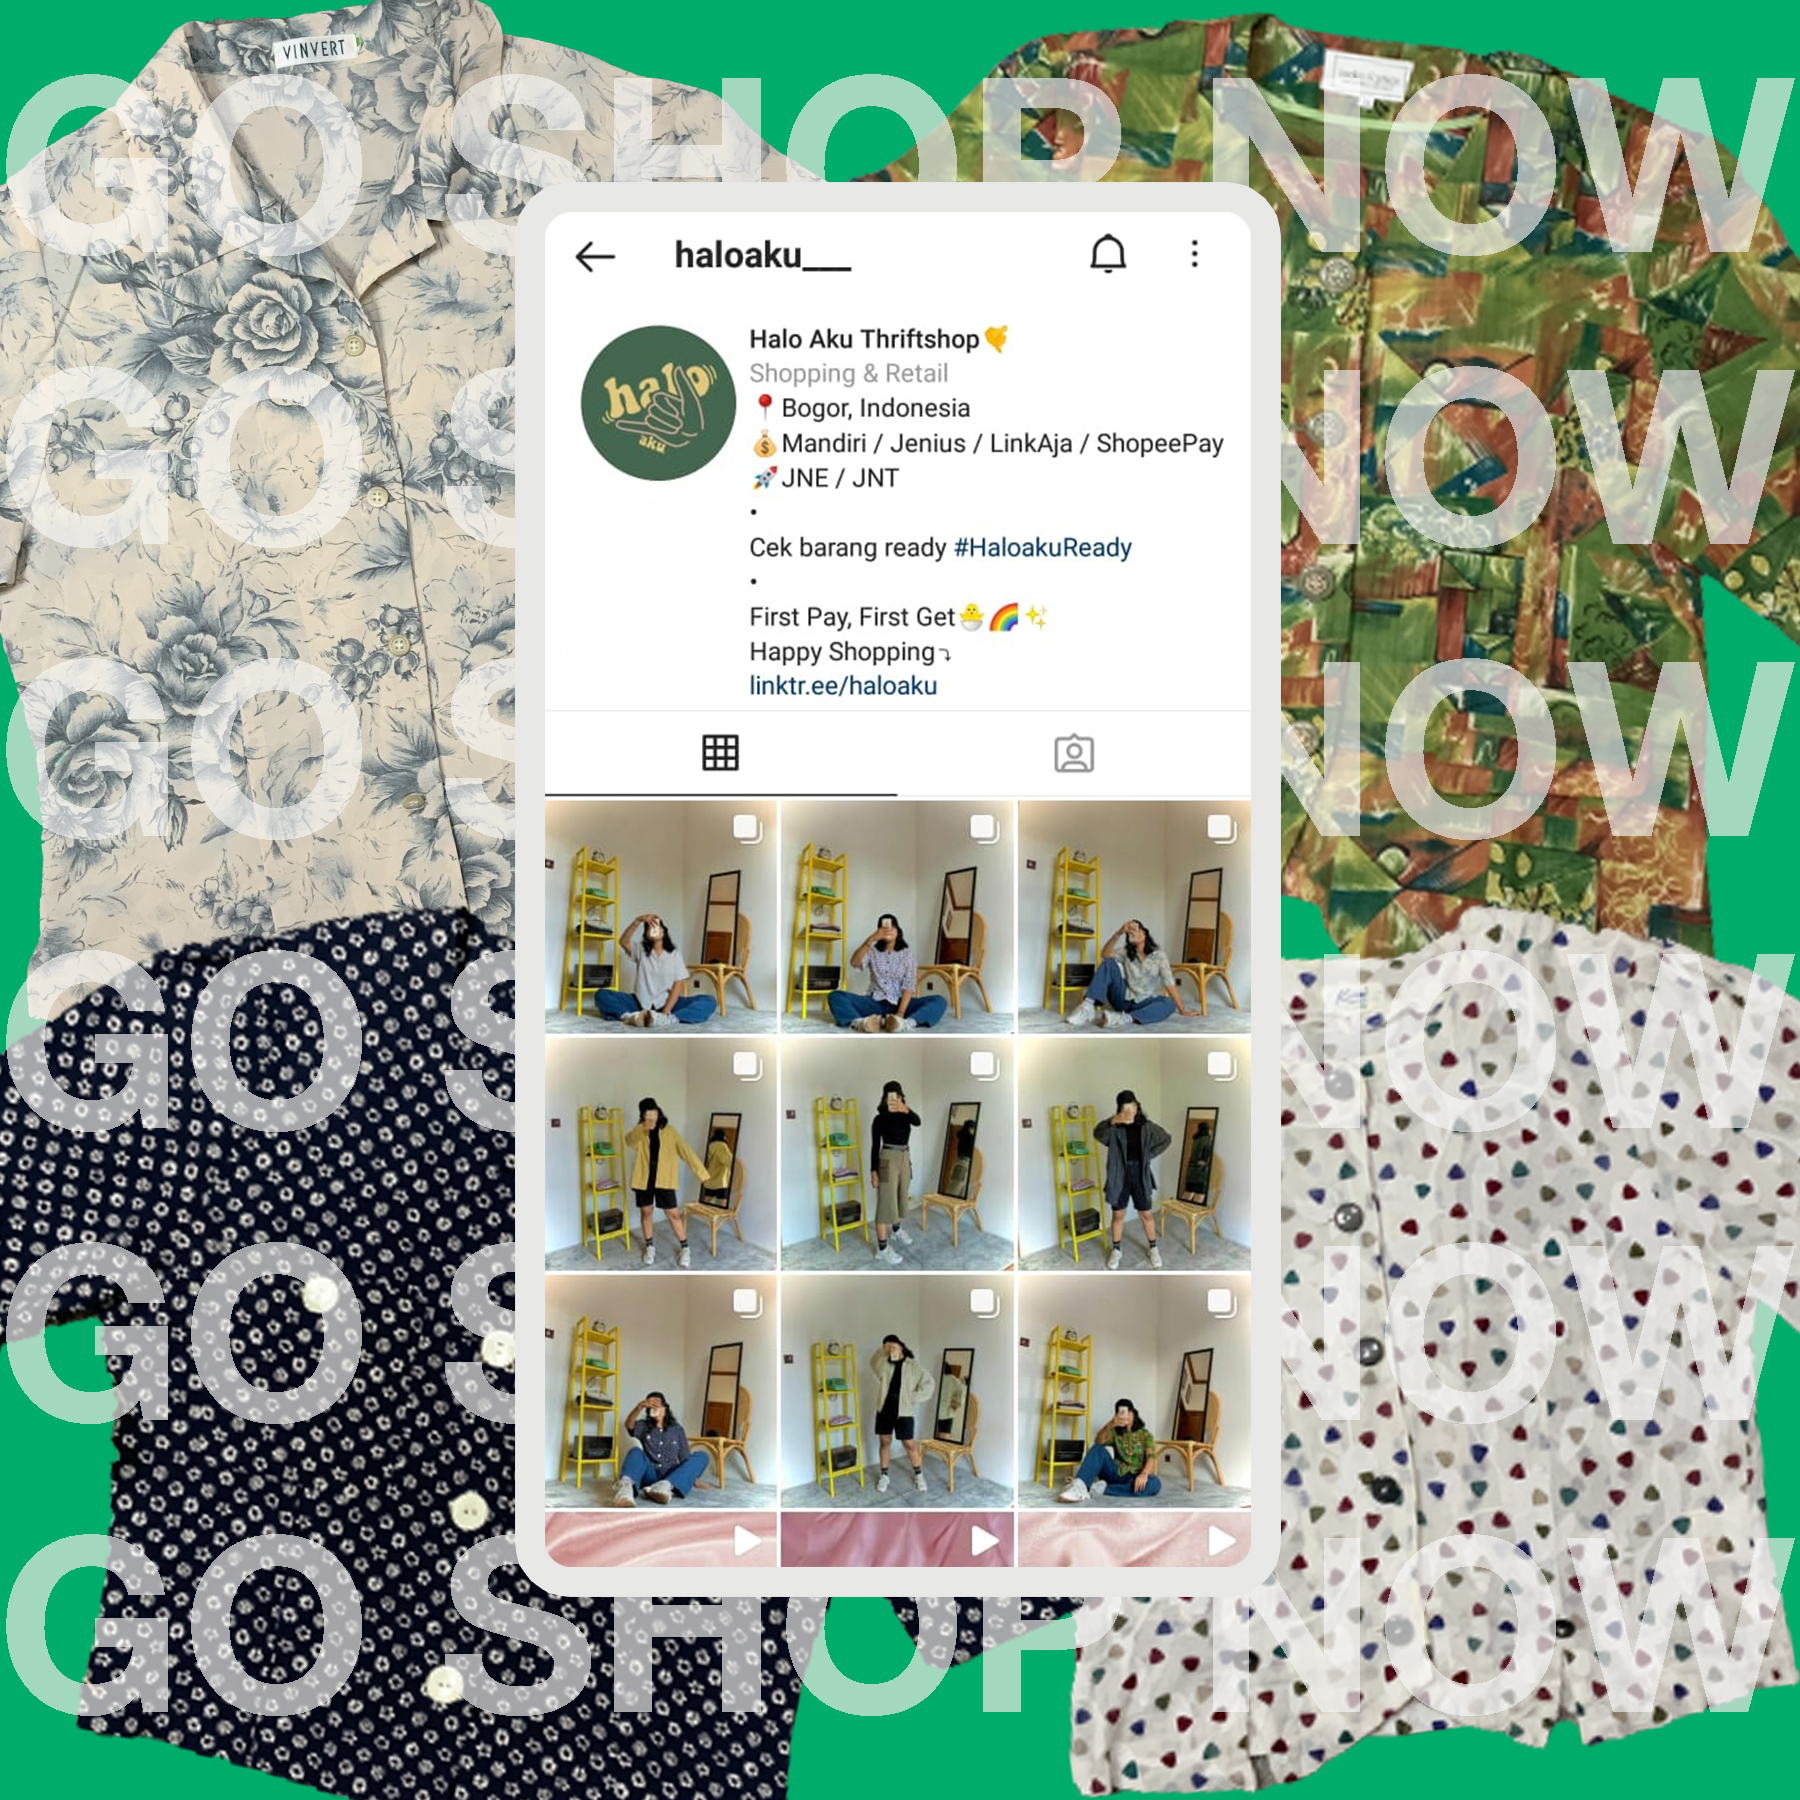 VINVERT
GO SHOP NOW
GO S NOW
GO S NOW
GO S NOW
GO S NOW
GO SHOP NOW
haloaku___
halo
aku
Halo Aku Thriftshop
Shopping & Retail
Bogor, Indonesia
Mandiri / Jenius / LinkAja / ShopeePay
JNE / JNT
•
Cek barang ready #HaloakuReady
•
First Pay, First Get
Happy Shopping
linktr.ee/haloaku